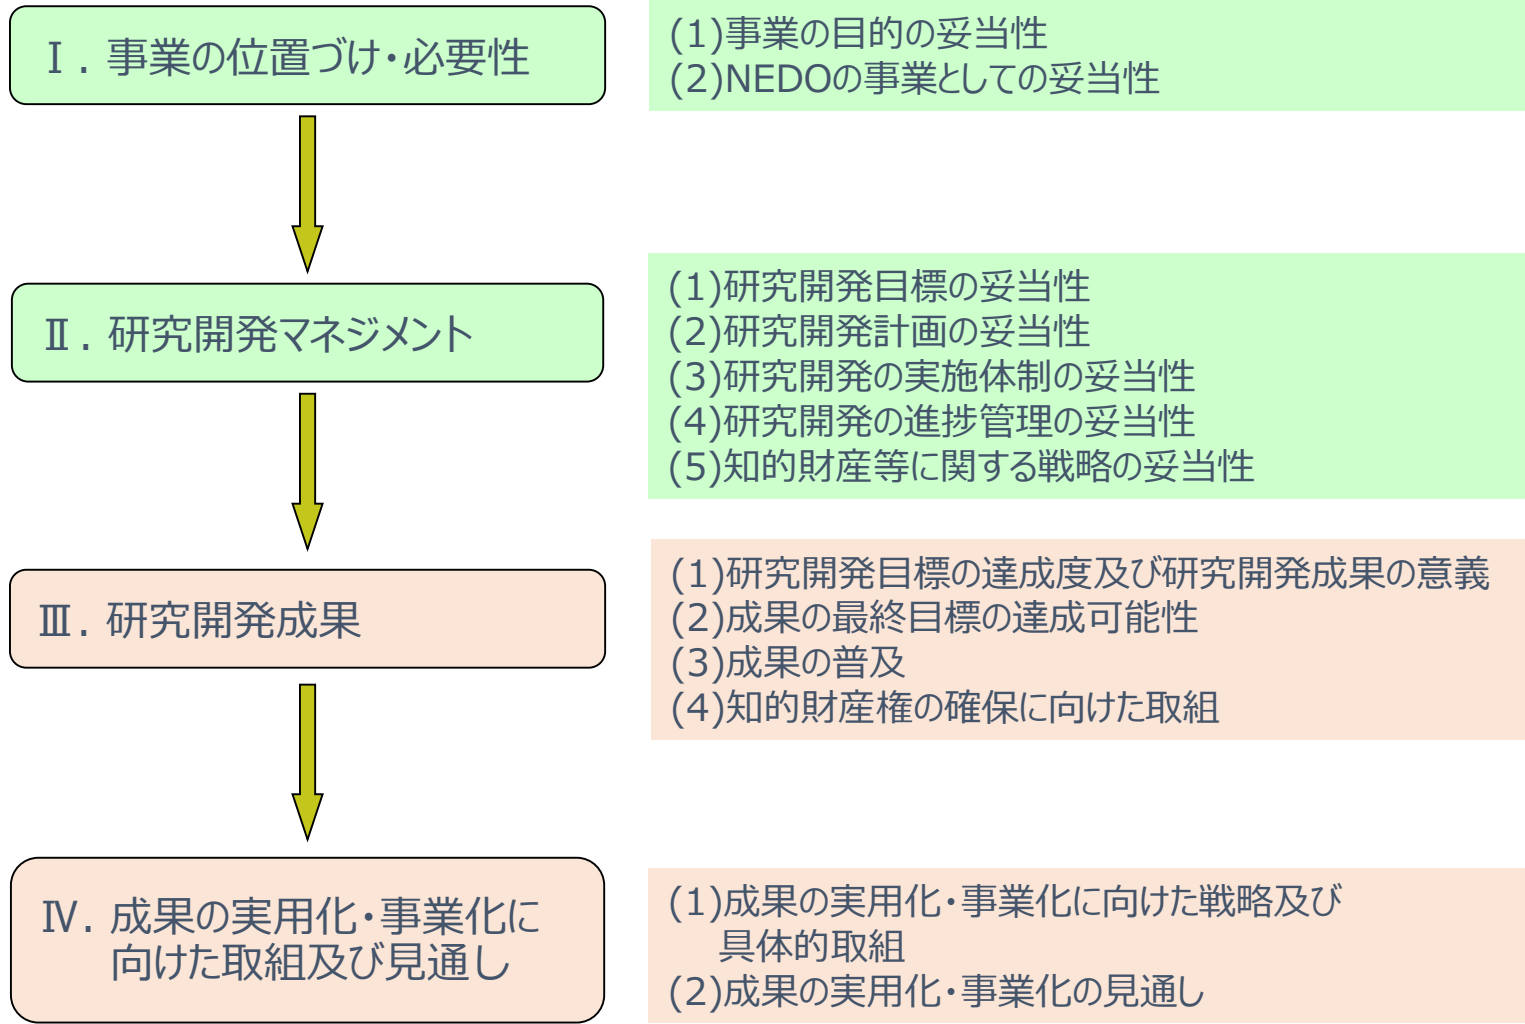 Ⅰ. 事業の位置づけ・必要性
(1)事業の目的の妥当性
(2)NEDOの事業としての妥当性
Ⅱ. 研究開発マネジメント
(1)研究開発目標の妥当性
(2)研究開発計画の妥当性
(3)研究開発の実施体制の妥当性
(4)研究開発の進捗管理の妥当性
(5)知的財産等に関する戦略の妥当性
Ⅲ. 研究開発成果
(1)研究開発目標の達成度及び研究開発成果の意義
(2)成果の最終目標の達成可能性
(3)成果の普及
(4)知的財産権の確保に向けた取組
Ⅳ. 成果の実用化・事業化に
向けた取組及び見通し
(1)成果の実用化・事業化に向けた戦略及び
具体的取組
(2)成果の実用化・事業化の見通し